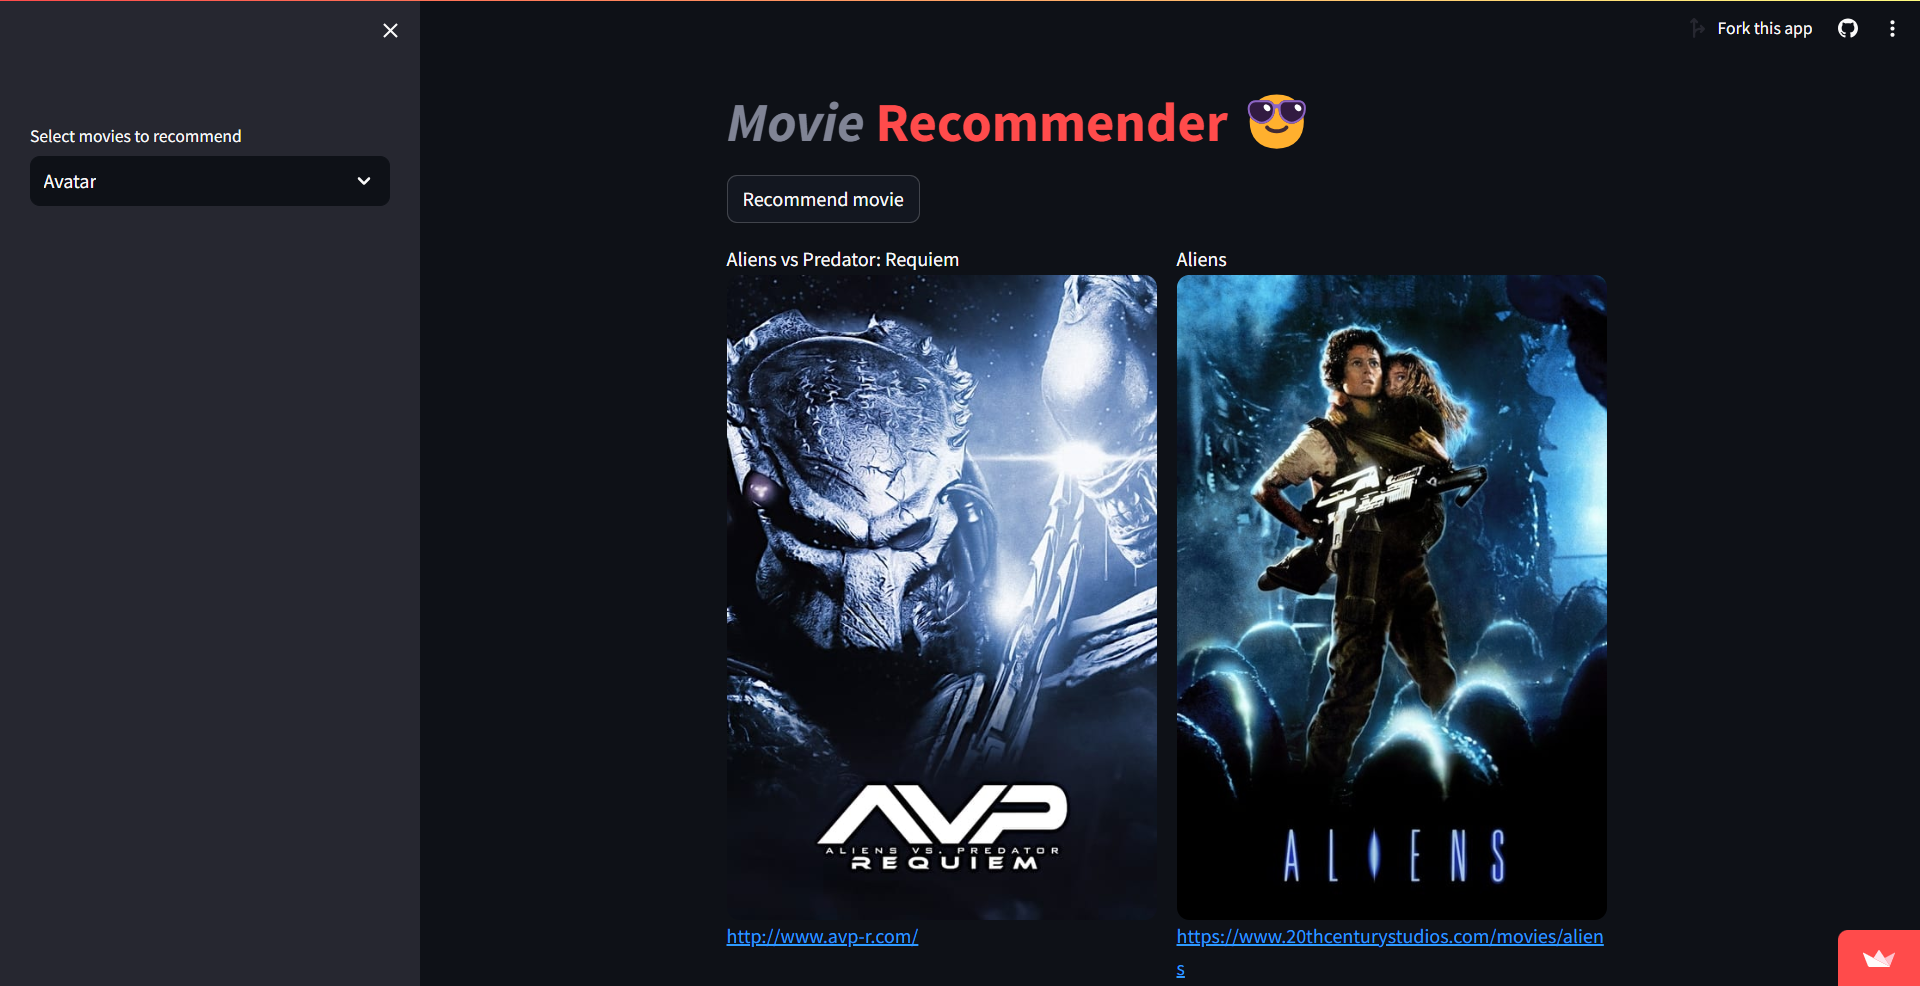 Fork this app
Select movies to recommend
Avatar
Movie Recommender
Recommend movie
Aliens vs Predator: Requiem
AVP
ALIENS VS. PREDATOR
REQUIEM
http://www.avp-r.com/
Aliens
ALIENS
https://www.20thcenturystudios.com/movies/alien
s